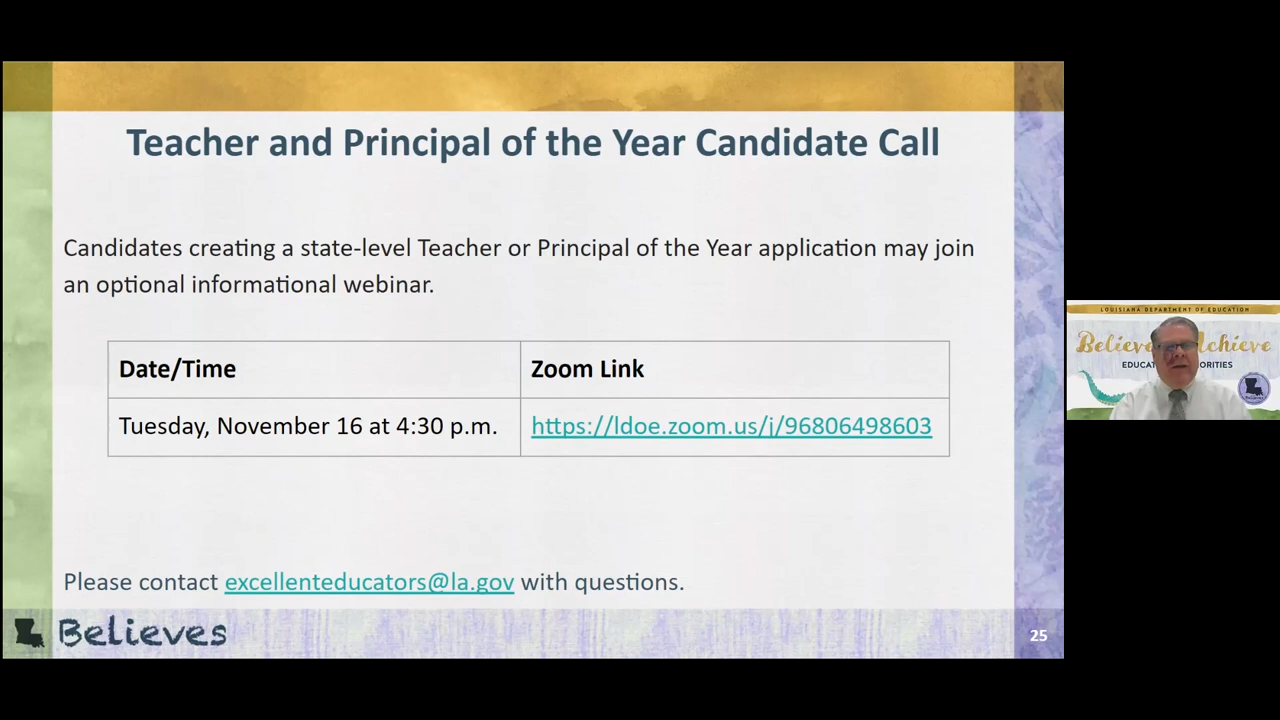 Teacher and Principal of the Year Candidate Call
Candidates creating a state-level Teacher or Principal of the Year application may join
an optional informational webinar.
Date/Time
Zoom Link
Tuesday, November 16 at 4:30 p.m.
https://ldoe.zoom.us/j/96806498603
Please contact excellenteducators@la.gov with questions.
Believes
25
LOUISIANA DEPARTMENT OF EDUCATION